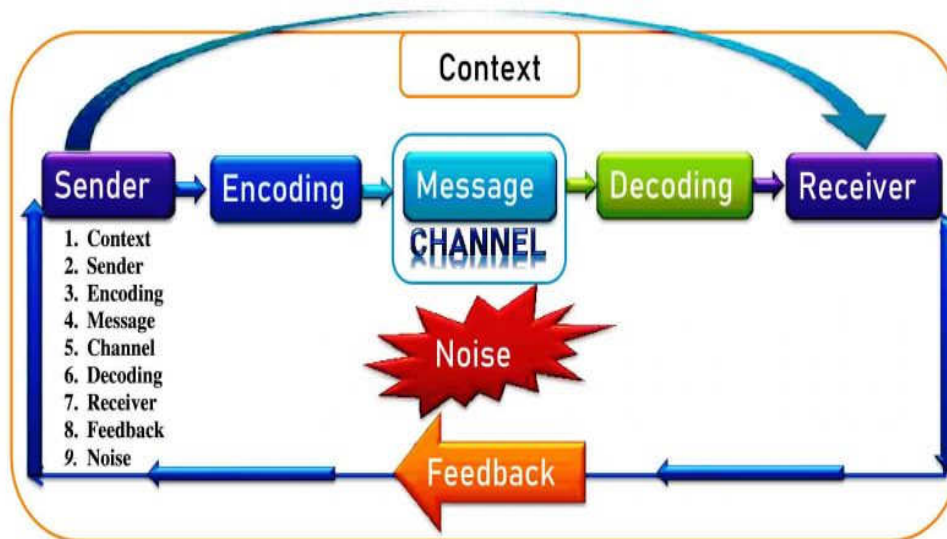 Context
Sender
Encoding
Message
Decoding
Receiver
CHANNEL
1. Context
2. Sender
3. Encoding
4. Message
5. Channel
6. Decoding
7. Receiver
8. Feedback
9. Noise
Noise
Feedback